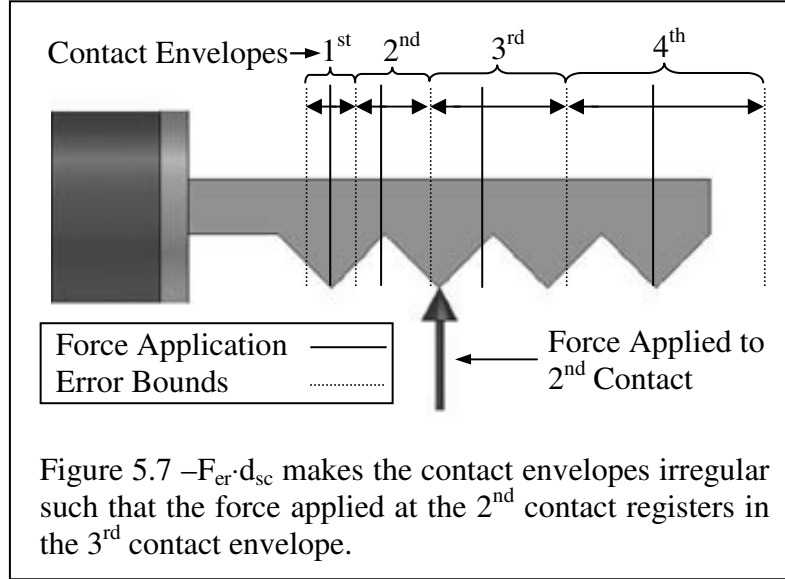 Contact Envelopes 1st 2nd 3rd 4th
Force Application
Error Bounds
Force Applied to
2nd Contact
Figure 5.7 –Fer·dsc makes the contact envelopes irregular
such that the force applied at the 2nd contact registers in
the 3rd contact envelope.